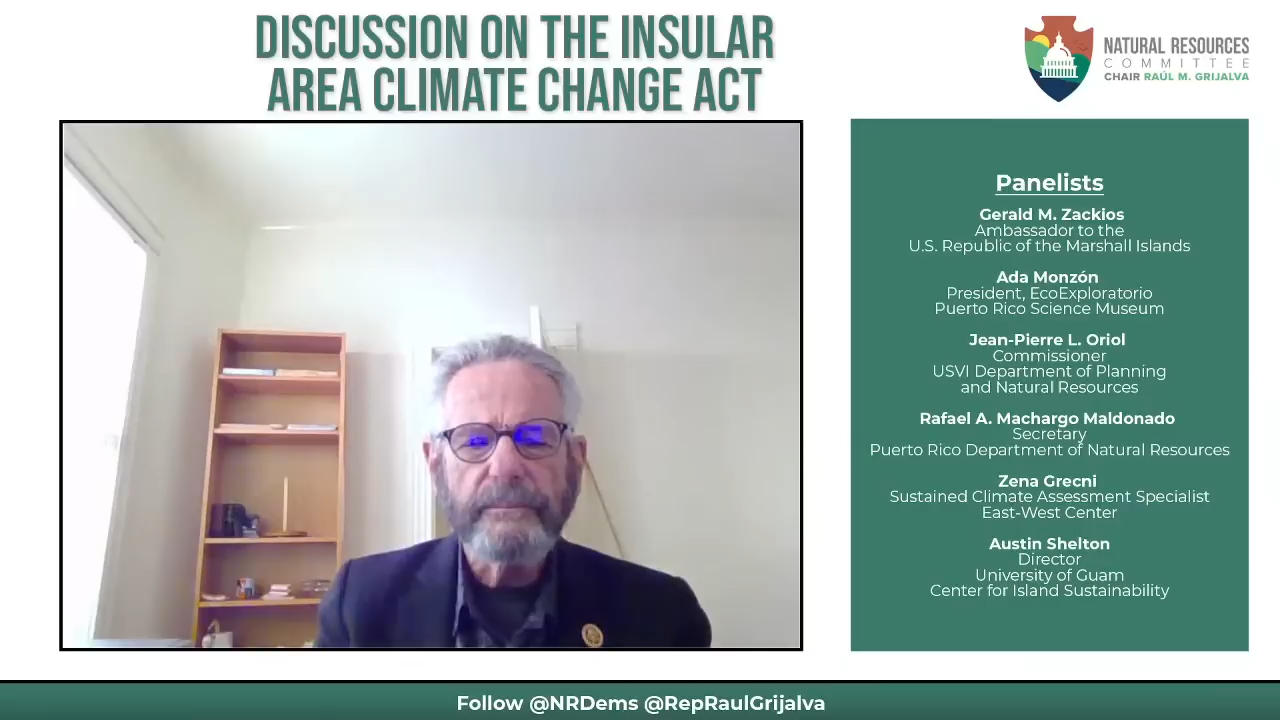 DISCUSSION ON THE INSULAR
AREA CLIMATE CHANGE ACT
NATURAL RESOURCES
COMMITTEE
CHAIR RAÚL M. GRIJALVA
Panelists
Gerald M. Zackios
Ambassador to the
U.S. Republic of the Marshall Islands
Ada Monzón
President, EcoExploratorio
Puerto Rico Science Museum
Jean-Pierre L. Oriol
Commissioner
USVI Department of Planning
and Natural Resources
Rafael A. Machargo Maldonado
Secretary
Puerto Rico Department of Natural Resources
Zena Grecni
Sustained Climate Assessment Specialist
East-West Center
Austin Shelton
Director
University of Guam
Center for Island Sustainability
Follow @NRDems @RepRaulGrijalva